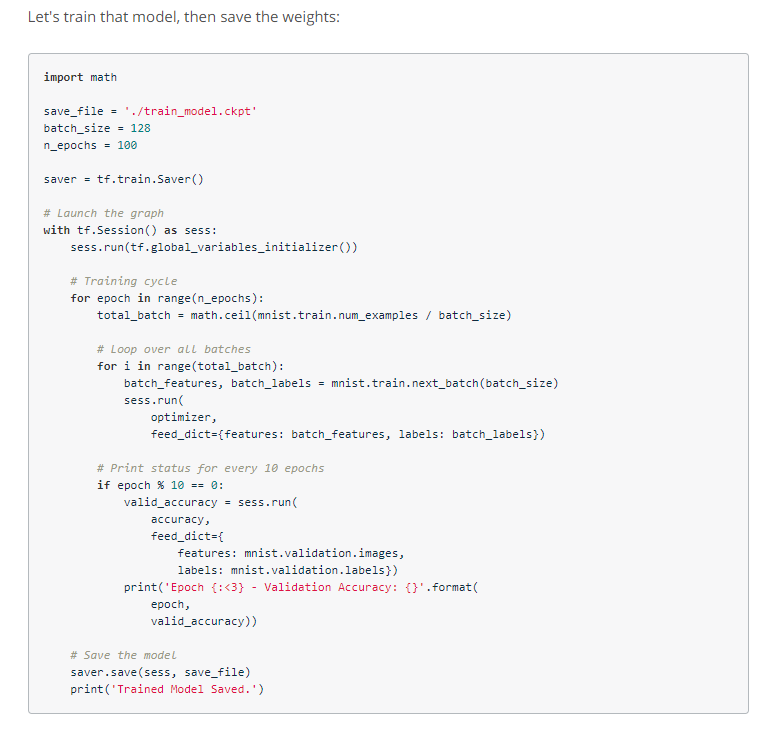 Let's train that model, then save the weights:
import math
save_file = './train_model.ckpt'
batch_size = 128
n_epochs = 100
saver = tf.train.Saver()
# Launch the graph
with tf.Session() as sess:
    sess.run(tf.global_variables_initializer())
    # Training cycle
    for epoch in range(n_epochs):
        total_batch = math.ceil(mnist.train.num_examples / batch_size)
        # Loop over all batches
        for i in range(total_batch):
            batch_features, batch_labels = mnist.train.next_batch(batch_size)
            sess.run(
                optimizer,
                feed_dict={features: batch_features, labels: batch_labels})
        # Print status for every 10 epochs
        if epoch % 10 == 0:
            valid_accuracy = sess.run(
                accuracy,
                feed_dict={
                    features: mnist.validation.images,
                    labels: mnist.validation.labels})
            print('Epoch {:<3} - Validation Accuracy: {}'.format(
                epoch,
                valid_accuracy))
    # Save the model
    saver.save(sess, save_file)
    print('Trained Model Saved.')